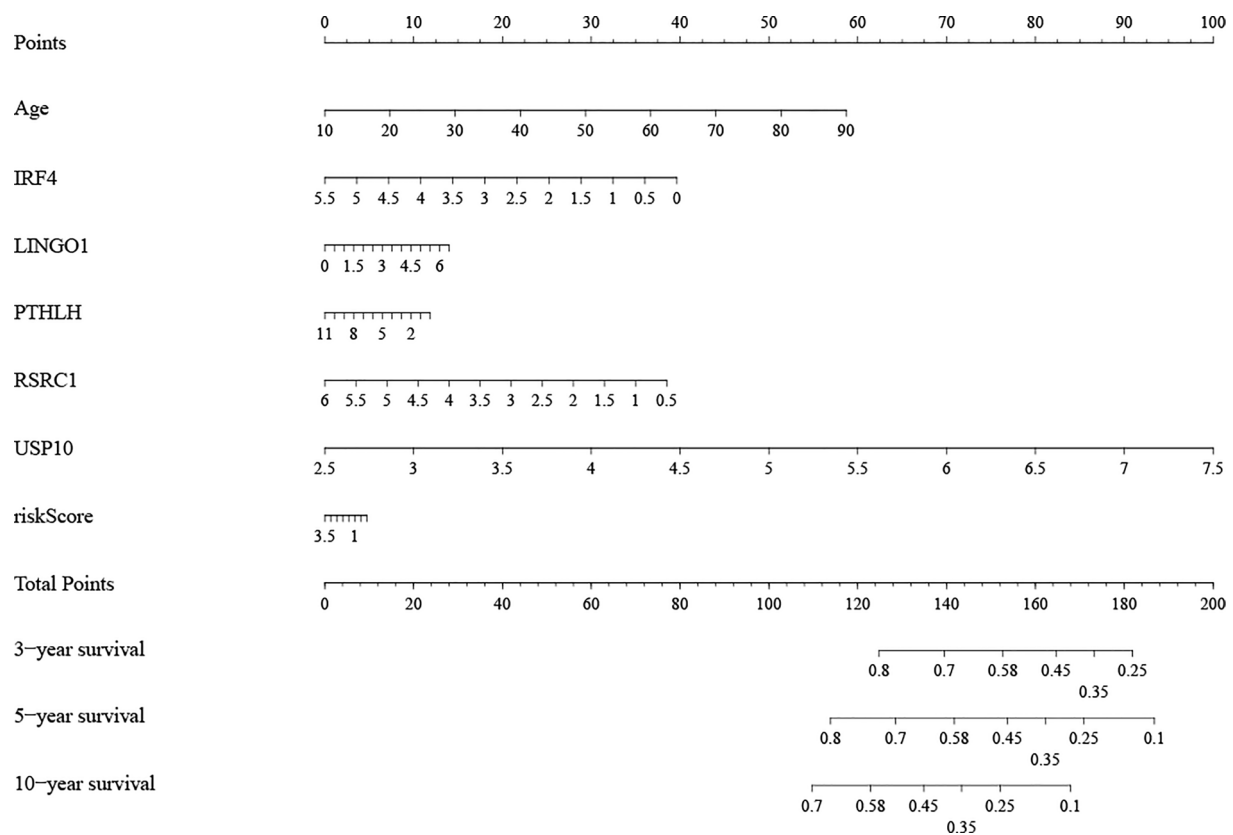 0 10 20 30 40 50 60 70 80 90 100
Points
Age
10 20 30 40 50 60 70 80 90
IRF4
5.5 5 4.5 4 3.5 3 2.5 2 1.5 1 0.5 0
LINGO1
0 1.5 3 4.5 6
PTHLH
11 8 5 2
RSRC1
6 5.5 5 4.5 4 3.5 3 2.5 2 1.5 1 0.5
USP10
2.5 3 3.5 4 4.5 5 5.5 6 6.5 7 7.5
riskScore
3.5 1
Total Points
0 20 40 60 80 100 120 140 160 180 200
3−year survival
0.8 0.7 0.58 0.45 0.25
0.35
5−year survival
0.8 0.7 0.58 0.45 0.25 0.1
0.35
10−year survival
0.7 0.58 0.45 0.25 0.1
0.35